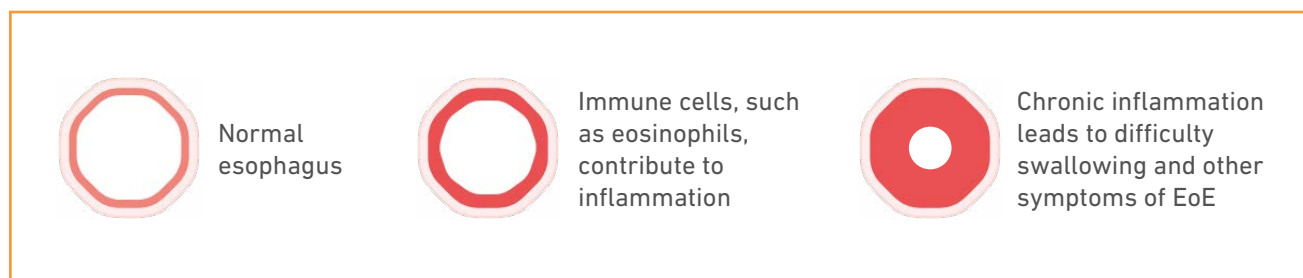 Normal
esophagus
Immune cells, such
as eosinophils,
contribute to
inflammation
Chronic inflammation
leads to difficulty
swallowing and other
symptoms of EoE